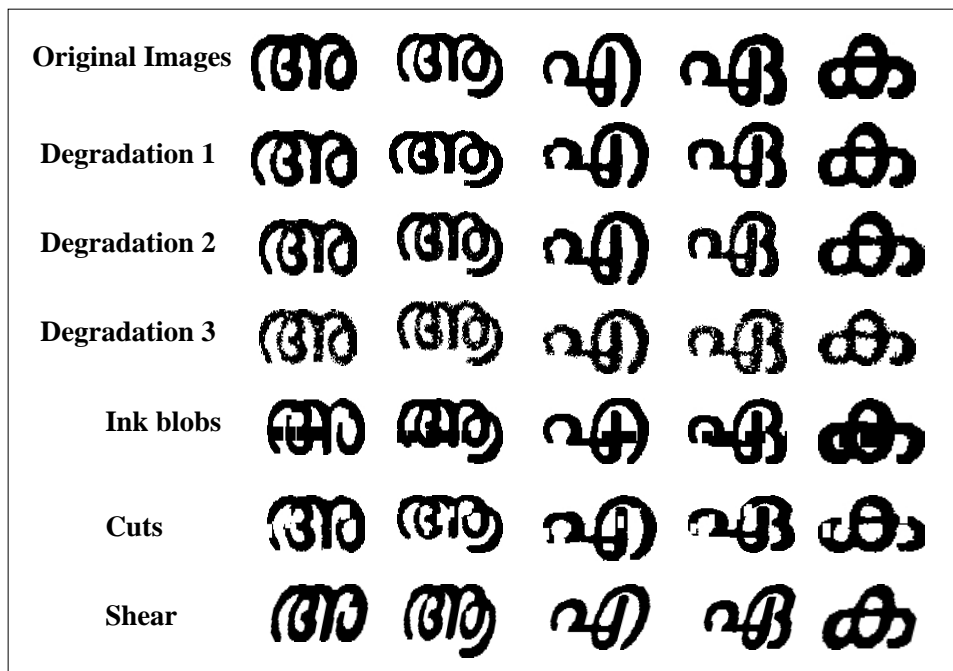 Original Images അ ആ എ ഏ ക
Degradation 1 അ ആ എ ഏ ക
Degradation 2 അ ആ എ ഏ ക
Degradation 3 അ ആ എ ഏ ക
Ink blobs അ ആ എ ഏ ക
Cuts അ ആ എ ഏ ക
Shear അ ആ എ ഏ ക